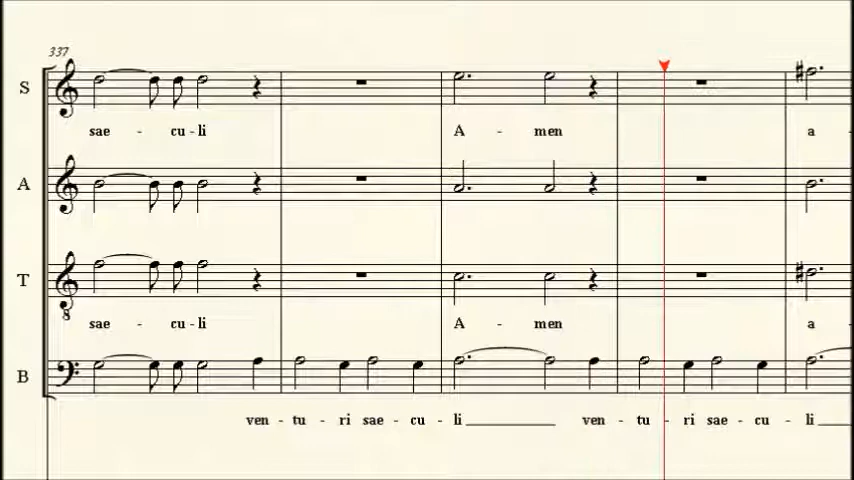 337
S
sae - cu - li A - men a -
A
T
8
sae - cu - li A - men a -
B
ven - tu - ri sae - cu - li ven - tu - ri sae - cu - li